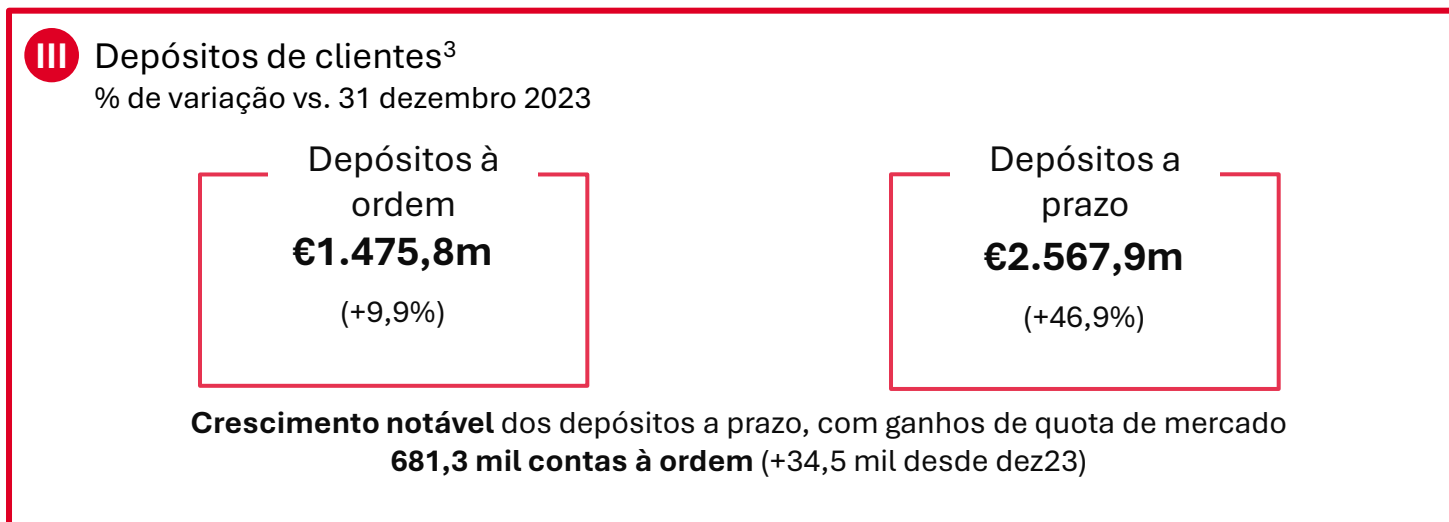 III Depósitos de clientes³
% de variação vs. 31 dezembro 2023
Depósitos à
ordem
€1.475,8m
(+9,9%)
Depósitos a
prazo
€2.567,9m
(+46,9%)
Crescimento notável dos depósitos a prazo, com ganhos de quota de mercado
681,3 mil contas à ordem (+34,5 mil desde dez23)